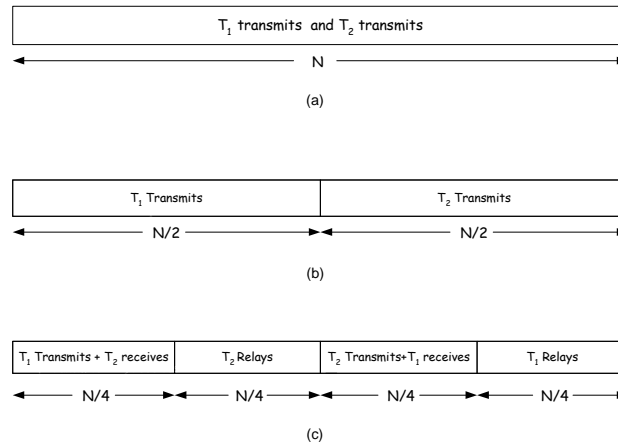 T₁ transmits and T₂ transmits
N
(a)
T₁ Transmits T₂ Transmits
N/2 N/2
(b)
T₁ Transmits + T₂ receives T₂ Relays T₂ Transmits+T₁ receives T₁ Relays
N/4 N/4 N/4 N/4
(c)